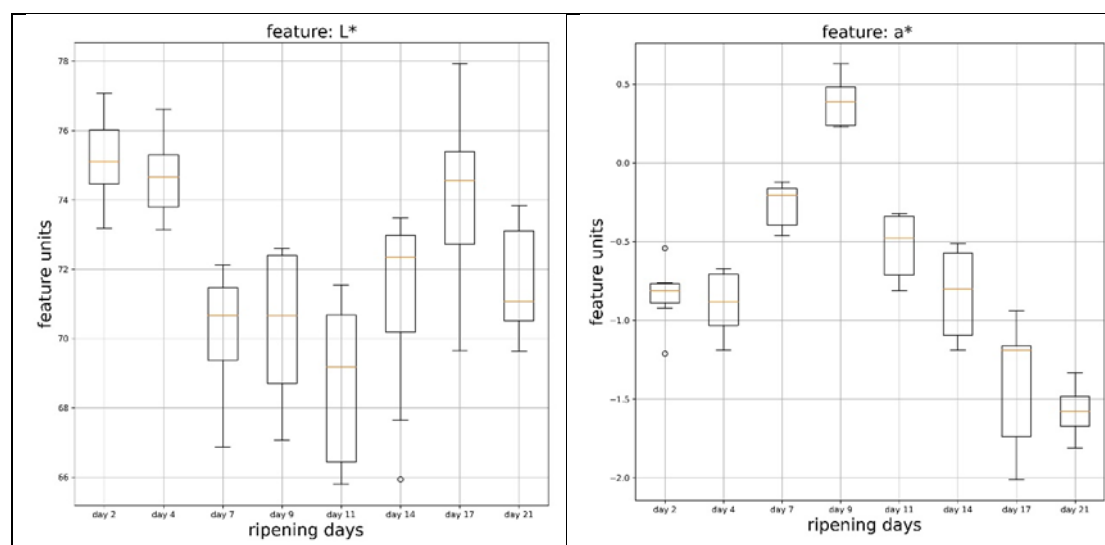 feature: L*
feature units
78
76
74
72
70
68
66
day 2 day 4 day 7 day 9 day 11 day 14 day 17 day 21
ripening days
feature: a*
feature units
0.5
0.0
−0.5
−1.0
−1.5
−2.0
day 2 day 4 day 7 day 9 day 11 day 14 day 17 day 21
ripening days